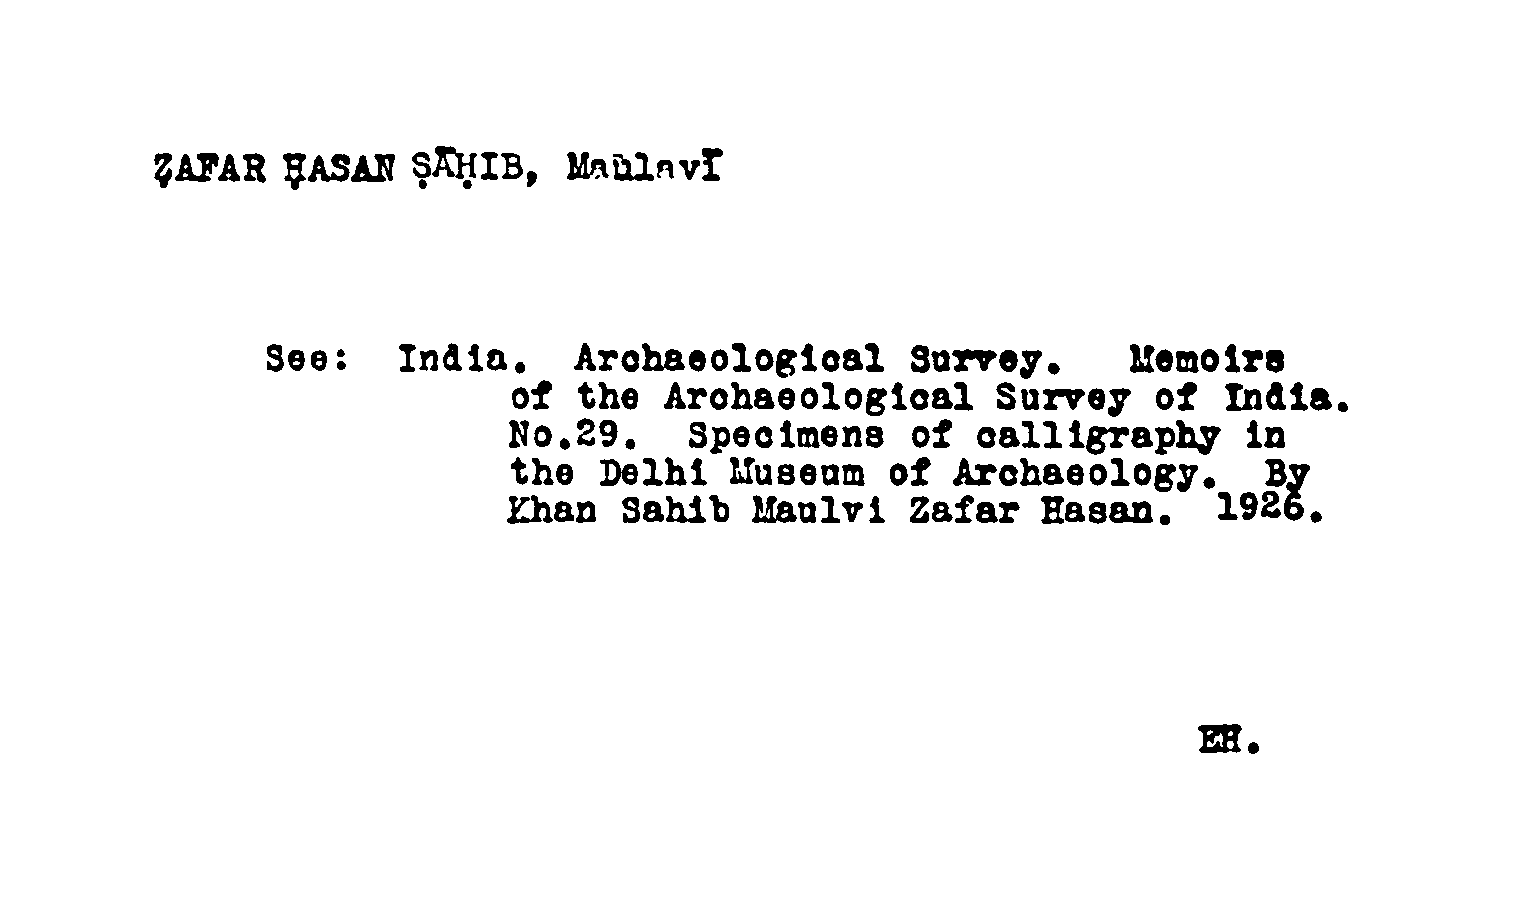 ẒAFAR ḤASAN ṢĀḤIB, Maùlavī
See: India. Archaeological Survey. Memoirs
of the Archaeological Survey of India.
No.29. Specimens of calligraphy in
the Delhi Museum of Archaeology. By
Khan Sahib Maulvi Zafar Hasan. 1926.
EH.